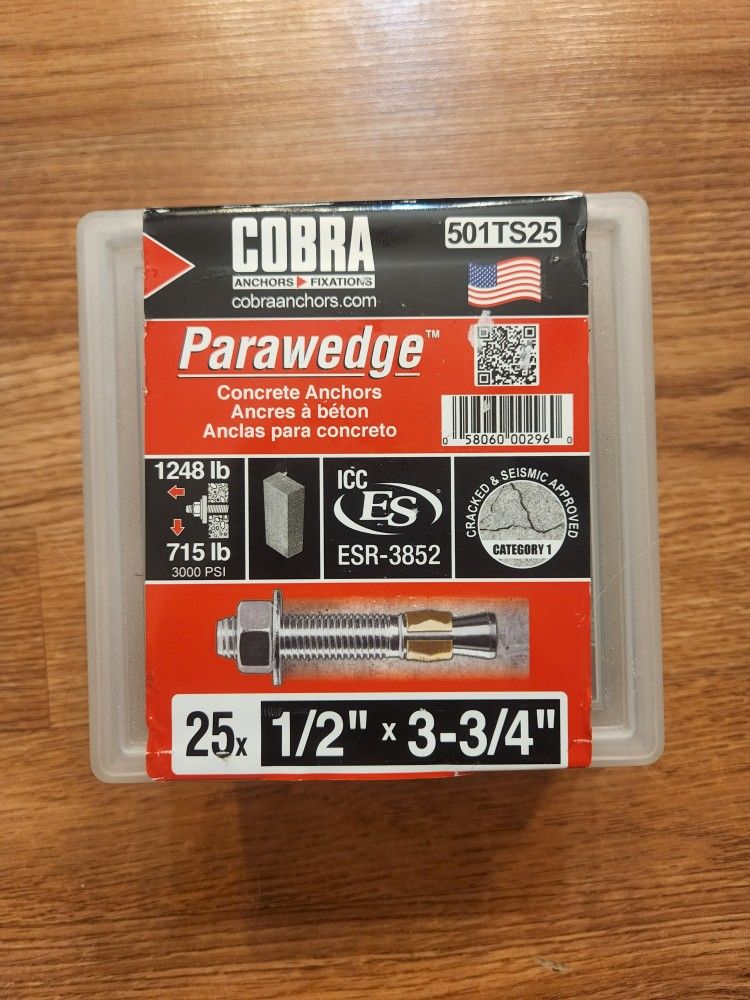 COBRA
ANCHORS FIXATIONS
cobraanchors.com
501TS25
Parawedge™
Concrete Anchors
Ancres à béton
Anclas para concreto
0 58060 00296 0
1248 lb
715 lb
3000 PSI
ICC
ES®
ESR-3852
CRACKED & SEISMIC APPROVED
CATEGORY 1
25x 1/2" x 3-3/4"